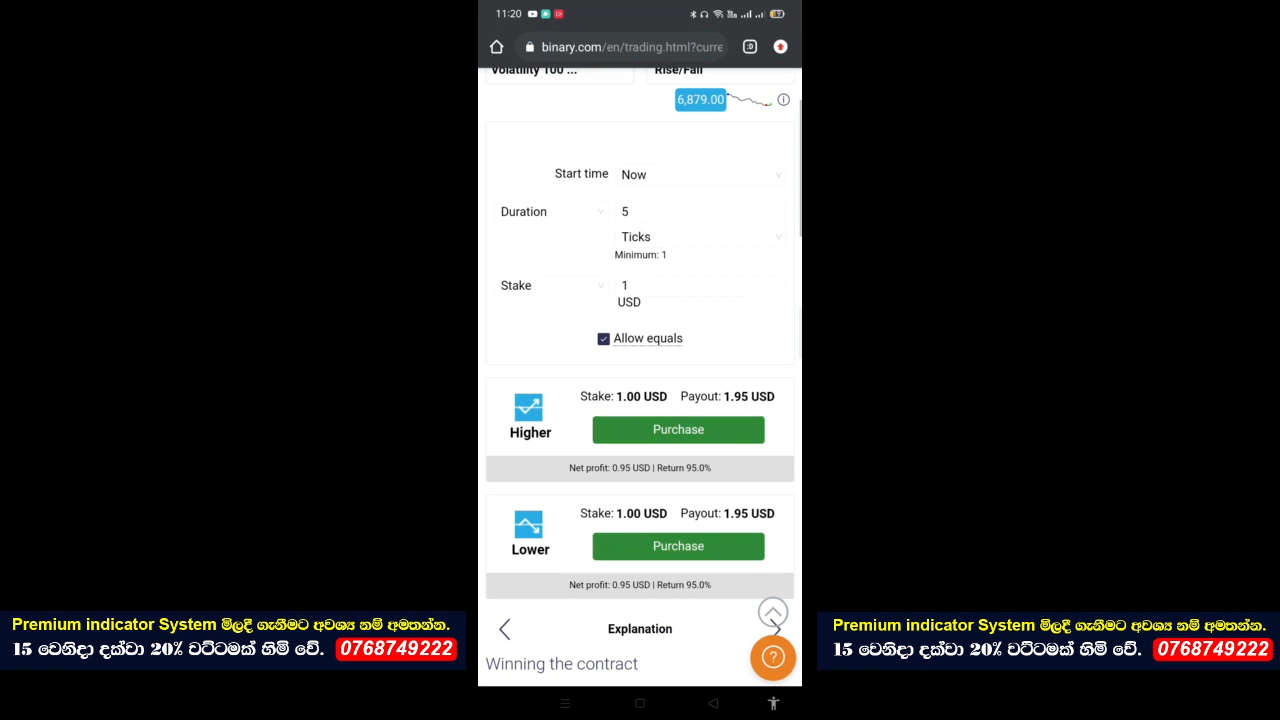 11:20
binary.com/en/trading.html?curre
Volatility 100 ...
Rise/Fall
6,879.00
Start time
Now
Duration
5
Ticks
Minimum: 1
Stake
1
USD
Allow equals
Stake: 1.00 USD Payout: 1.95 USD
Higher
Purchase
Net profit: 0.95 USD | Return 95.0%
Stake: 1.00 USD Payout: 1.95 USD
Lower
Purchase
Net profit: 0.95 USD | Return 95.0%
Explanation
Winning the contract
Premium indicator System මිලදී ගැනීමට අවශ්‍ය නම් අමතන්න.
15 වෙනිදා දක්වා 20% වට්ටමක් හිමි වේ. 0768749222
Premium indicator System මිලදී ගැනීමට අවශ්‍ය නම් අමතන්න.
15 වෙනිදා දක්වා 20% වට්ටමක් හිමි වේ. 0768749222